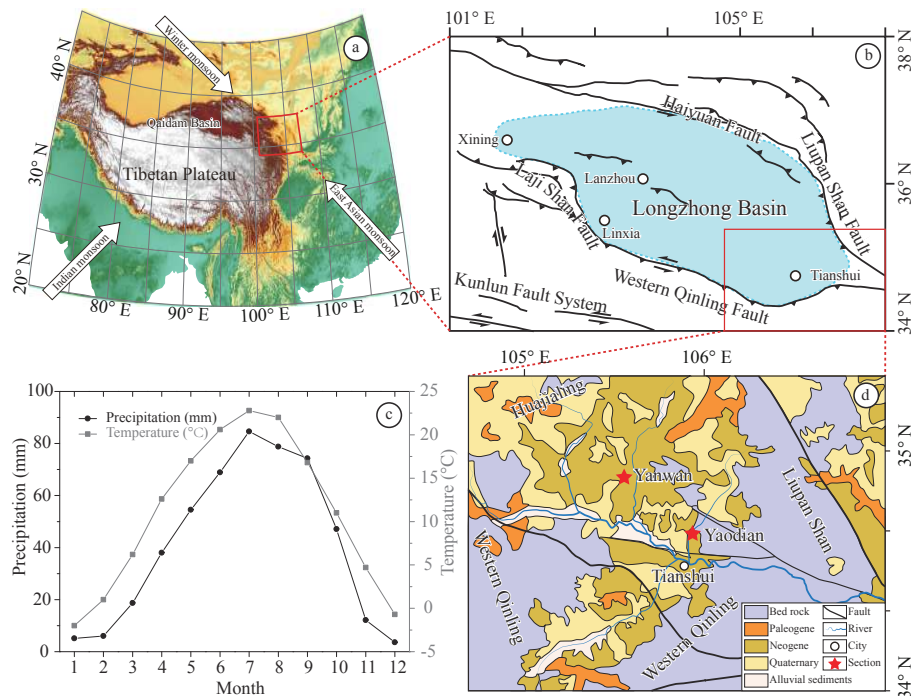 a
40° N
30° N
20° N
Winter monsoon
Qaidam Basin
Tibetan Plateau
Indian monsoon
East Asian monsoon
80° E
90° E
100° E
110° E
120° E
101° E
105° E
b
38° N
36° N
34° N
Haiyuan Fault
Liupan Shan Fault
Xining
Lanzhou
Laji Shan Fault
Longzhong Basin
Linxia
Tianshui
Western Qinling Fault
Kunlun Fault System
c
Precipitation (mm)
Temperature (°C)
Precipitation (mm)
100
80
60
40
20
0
25
20
15
10
5
0
−5
Temperature (°C)
1 2 3 4 5 6 7 8 9 10 11 12
Month
105° E
106° E
d
35° N
34° N
Huajialing
Yanwan
Yaodian
Liupan Shan
Tianshui
Western Qinling
Western Qinling
Bed rock
Fault
Paleogene
River
Neogene
City
Quaternary
Section
Alluvial sediments